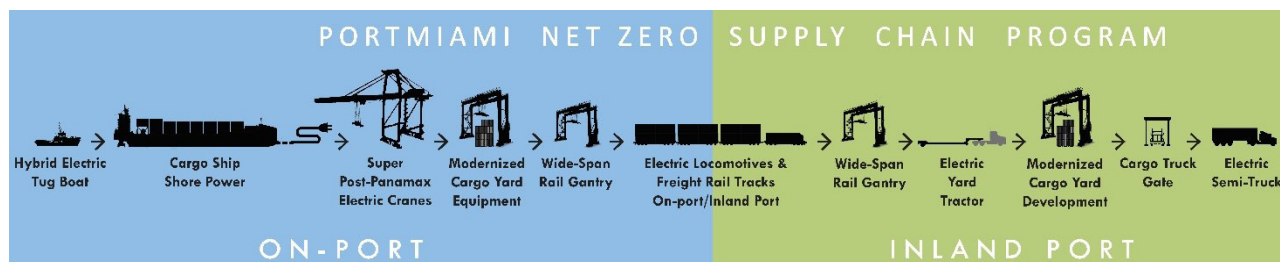 PORTMIAMI NET ZERO SUPPLY CHAIN PROGRAM
Hybrid Electric
Tug Boat
Cargo Ship
Shore Power
Super
Post-Panamax
Electric Cranes
Modernized
Cargo Yard
Equipment
Wide-Span
Rail Gantry
Electric Locomotives &
Freight Rail Tracks
On-port/Inland Port
Wide-Span
Rail Gantry
Electric
Yard
Tractor
Modernized
Cargo Yard
Development
Cargo Truck
Gate
Electric
Semi-Truck
ON-PORT
INLAND PORT